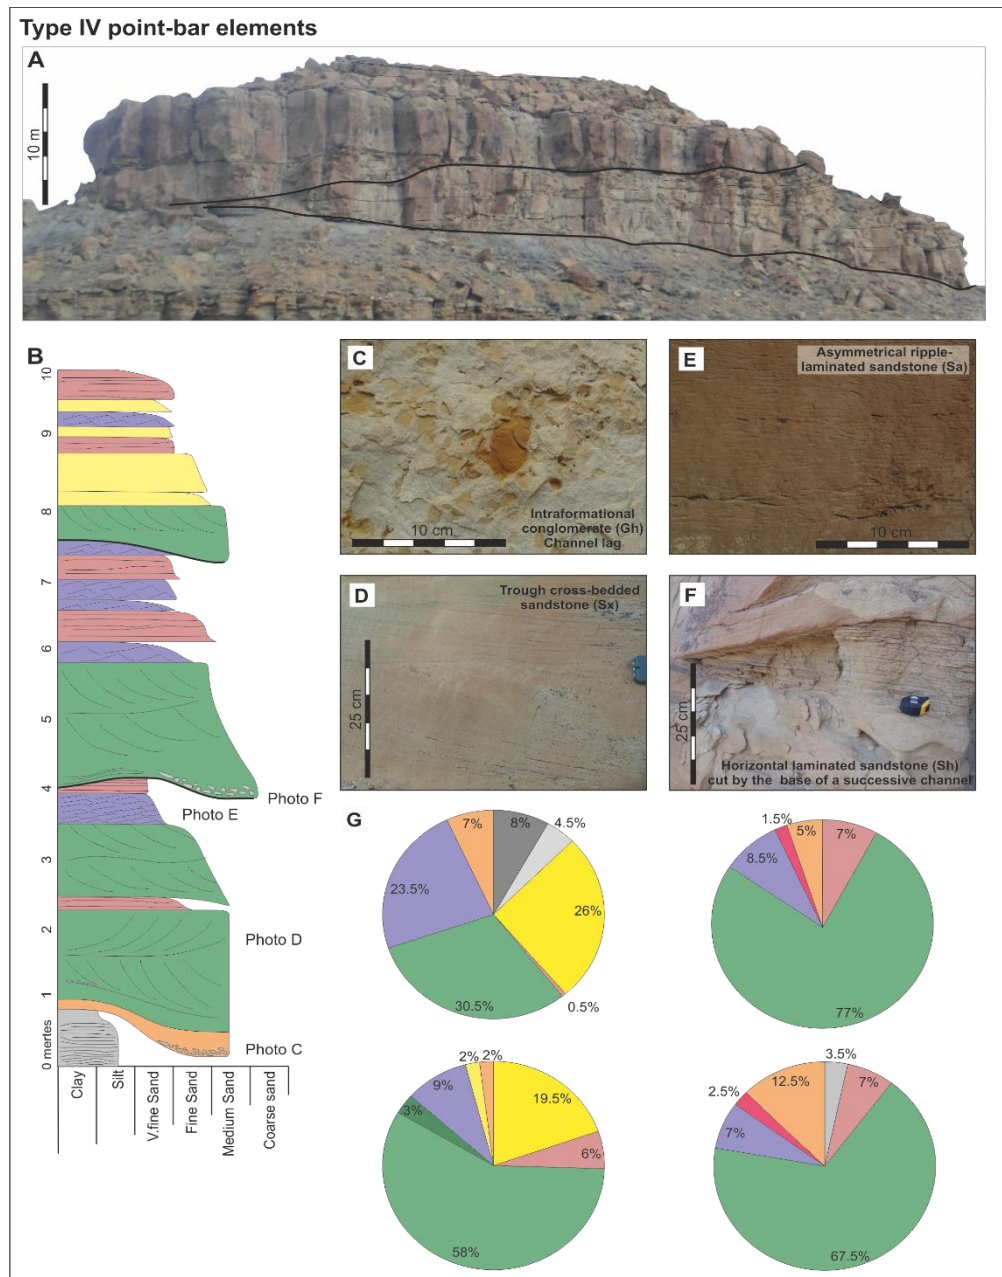 Type IV point-bar elements
A
10 m
B
10
9
8
7
6
5
4
3
2
1
0 mertes
Clay
Silt
V.fine Sand
Fine Sand
Medium Sand
Coarse sand
Photo F
Photo E
Photo D
Photo C
C
Intraformational
conglomerate (Gh)
Channel lag
10 cm
E
Asymmetrical ripple-
laminated sandstone (Sa)
10 cm
D
Trough cross-bedded
sandstone (Sx)
25 cm
F
25 cm
Horizontal laminated sandstone (Sh)
cut by the base of a successive channel
G
7%
8%
4.5%
23.5%
26%
30.5%
0.5%
1.5%
5%
7%
8.5%
77%
2%
2%
9%
19.5%
3%
6%
58%
3.5%
12.5%
7%
2.5%
7%
67.5%